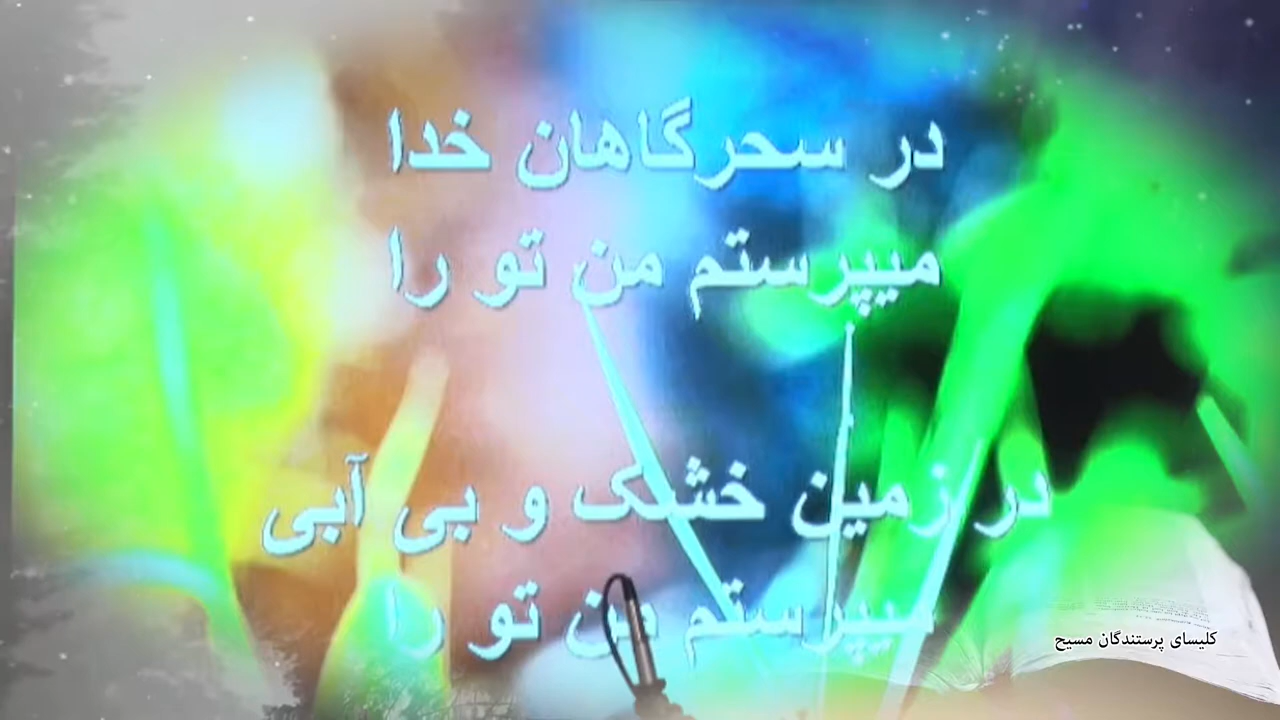 در سحرگاهان خدا
میپرستم من تو را
در زمین خشک و بی آبی
میپرستم من تو را
کلیسای پرستندگان مسیح